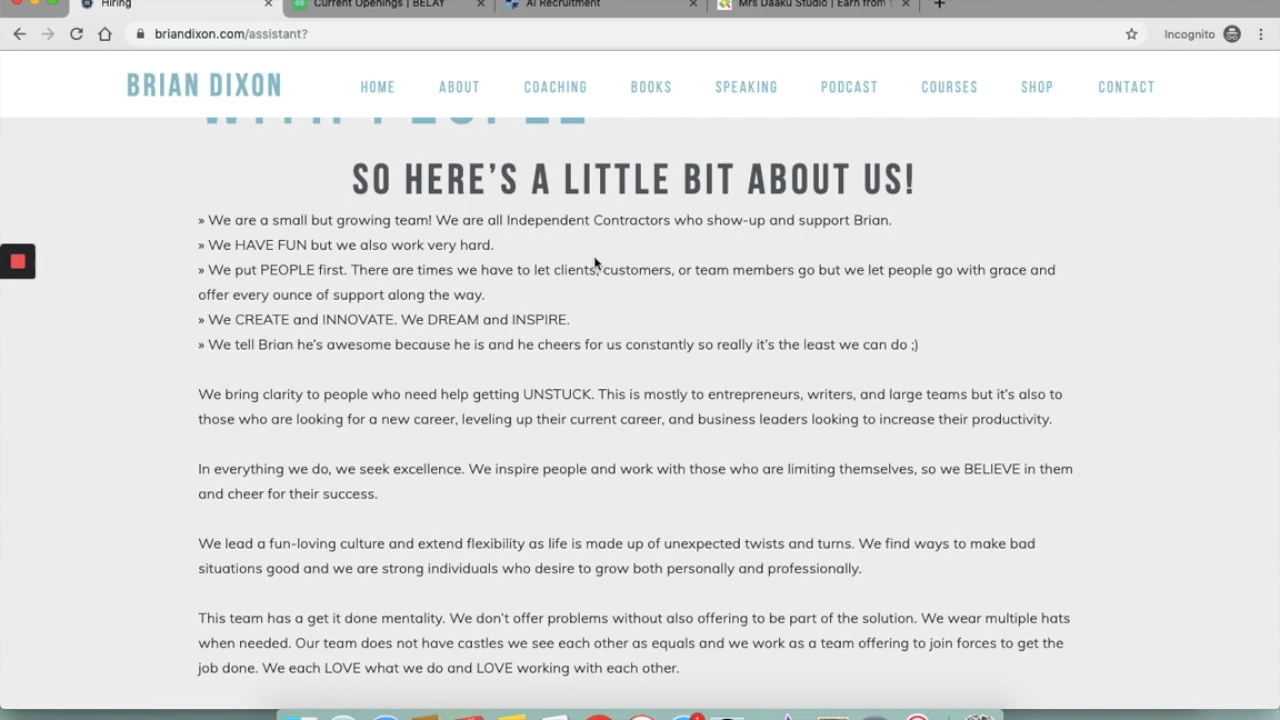 Hiring
Current Openings | BELAY
AI Recruitment
Mrs Daaku Studio | Earn from
briandixon.com/assistant?
Incognito
BRIAN DIXON
HOME
ABOUT
COACHING
BOOKS
SPEAKING
PODCAST
COURSES
SHOP
CONTACT
WITH PEOPLE
SO HERE'S A LITTLE BIT ABOUT US!
» We are a small but growing team! We are all Independent Contractors who show-up and support Brian.
» We HAVE FUN but we also work very hard.
» We put PEOPLE first. There are times we have to let clients, customers, or team members go but we let people go with grace and
offer every ounce of support along the way.
» We CREATE and INNOVATE. We DREAM and INSPIRE.
» We tell Brian he's awesome because he is and he cheers for us constantly so really it's the least we can do ;)
We bring clarity to people who need help getting UNSTUCK. This is mostly to entrepreneurs, writers, and large teams but it's also to
those who are looking for a new career, leveling up their current career, and business leaders looking to increase their productivity.
In everything we do, we seek excellence. We inspire people and work with those who are limiting themselves, so we BELIEVE in them
and cheer for their success.
We lead a fun-loving culture and extend flexibility as life is made up of unexpected twists and turns. We find ways to make bad
situations good and we are strong individuals who desire to grow both personally and professionally.
This team has a get it done mentality. We don't offer problems without also offering to be part of the solution. We wear multiple hats
when needed. Our team does not have castles we see each other as equals and we work as a team offering to join forces to get the
job done. We each LOVE what we do and LOVE working with each other.